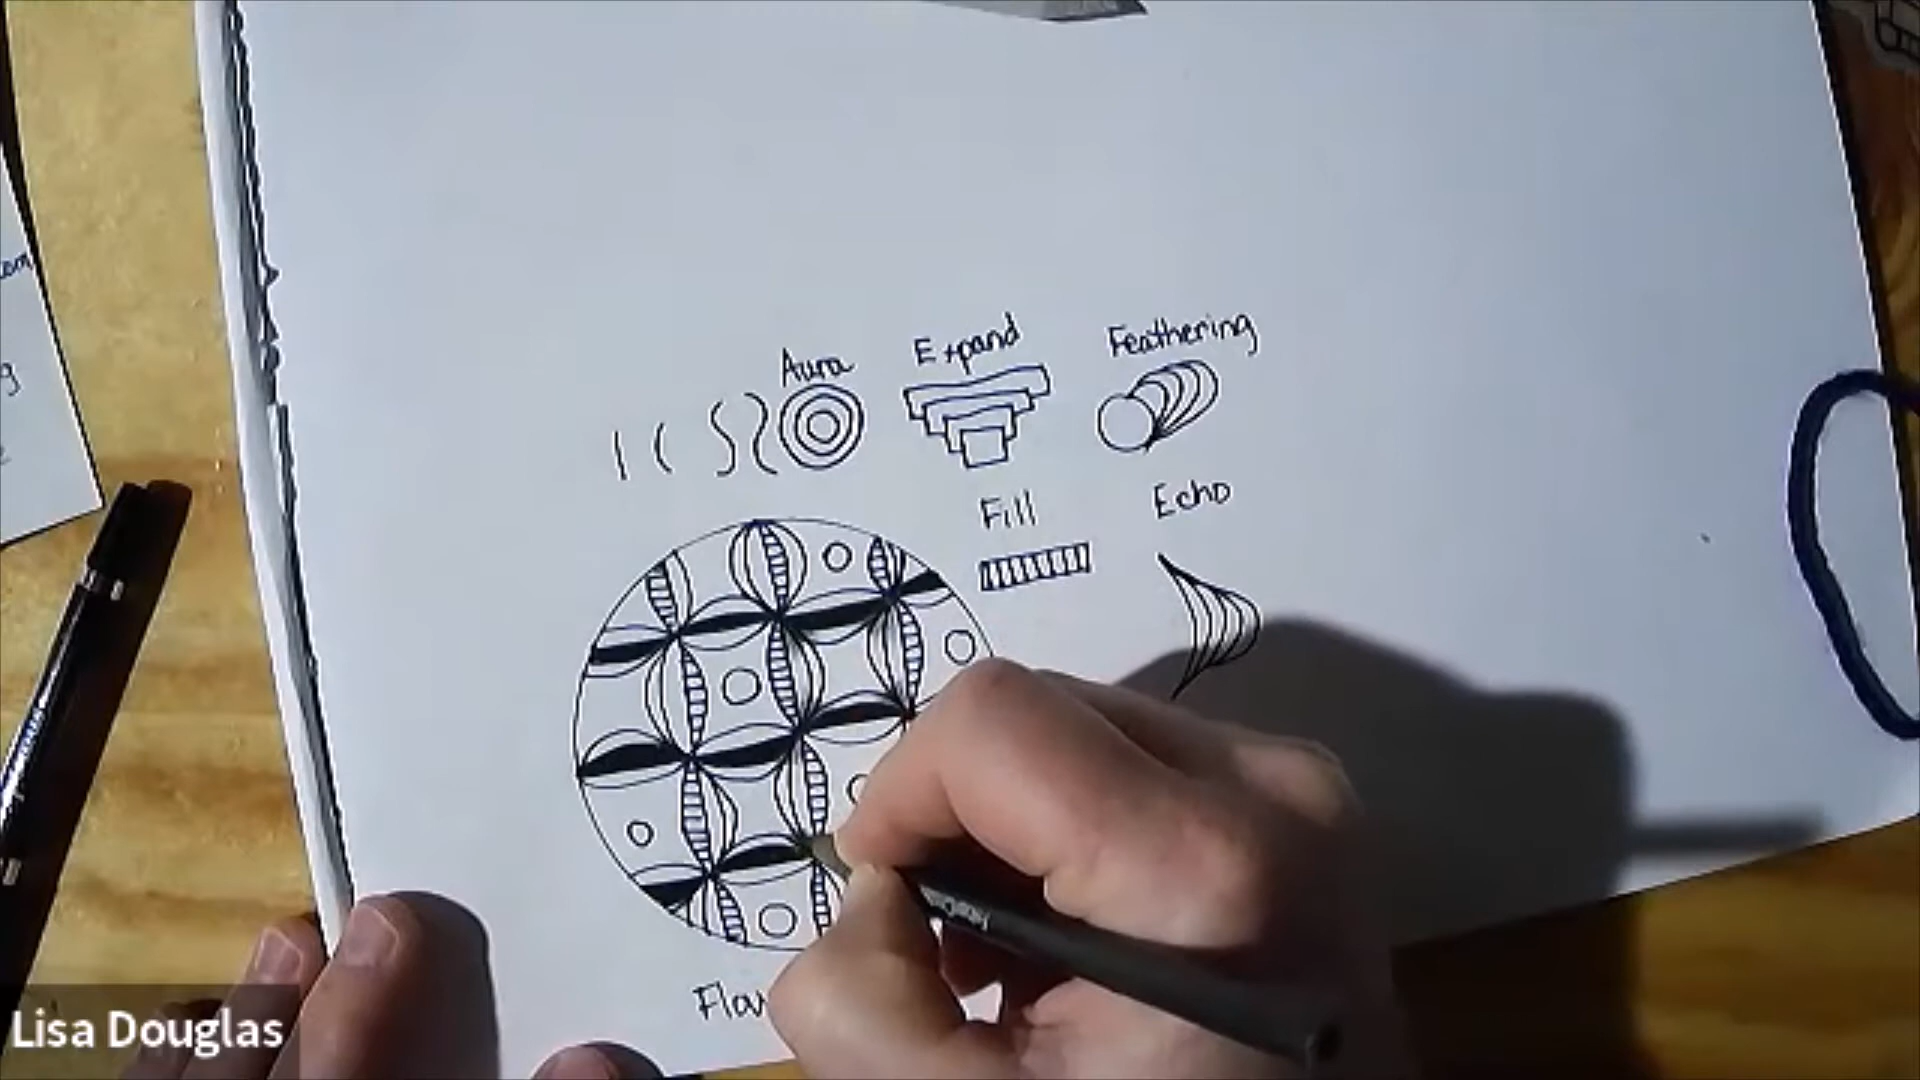 Aura
Expand
Feathering
Fill
Echo
Lisa Douglas